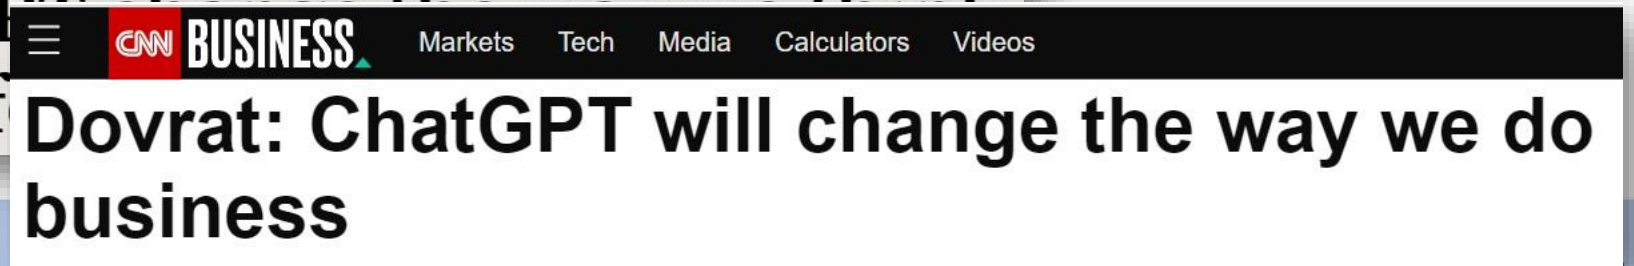 CNN BUSINESS Markets Tech Media Calculators Videos
Dovrat: ChatGPT will change the way we do
business